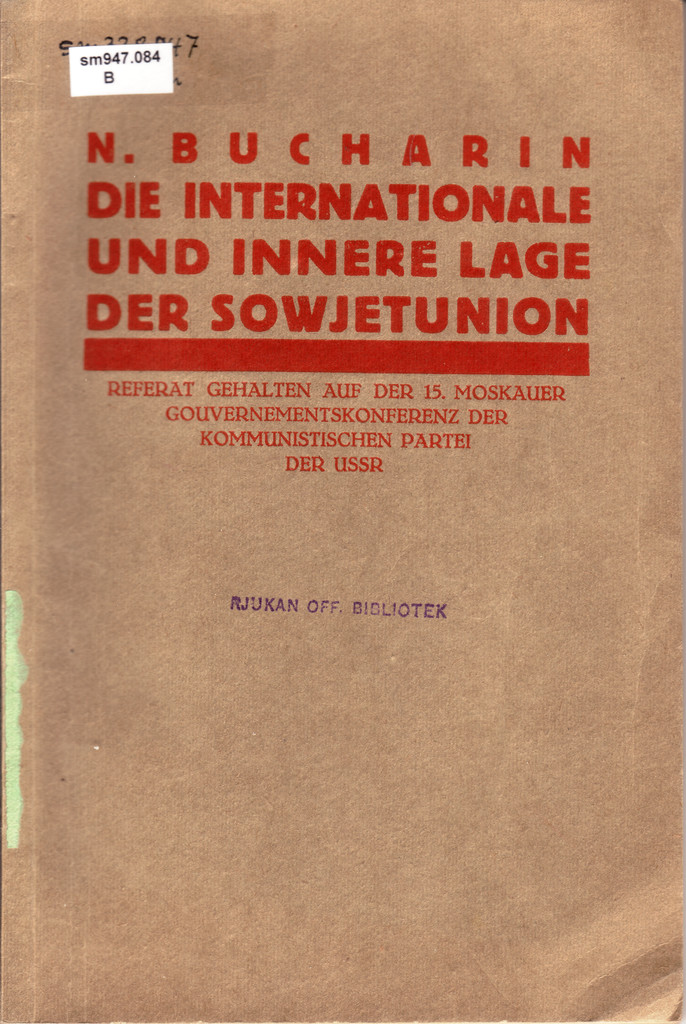 sm947.084
B
N. BUCHARIN
DIE INTERNATIONALE
UND INNERE LAGE
DER SOWJETUNION
REFERAT GEHALTEN AUF DER 15. MOSKAUER
GOUVERNEMENTSKONFERENZ DER
KOMMUNISTISCHEN PARTEI
DER USSR
RJUKAN OFF. BIBLIOTEK